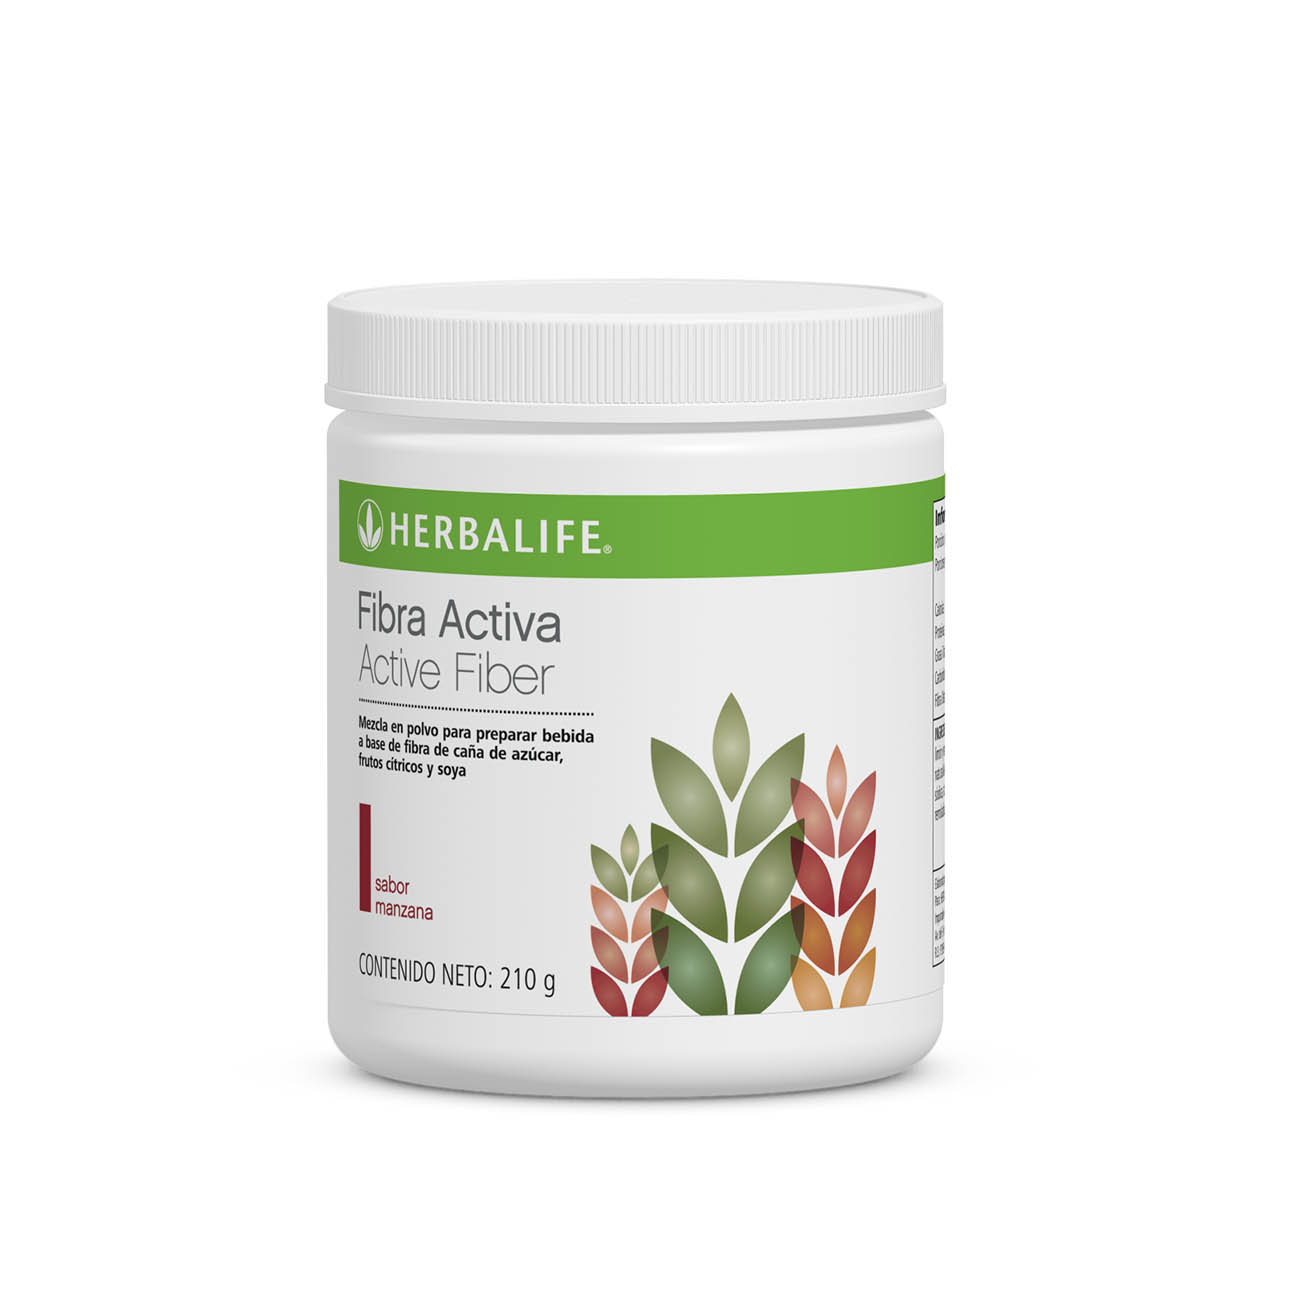 HERBALIFE®
Fibra Activa
Active Fiber
Mezcla en polvo para preparar bebida
a base de fibra de caña de azúcar,
frutos cítricos y soya
sabor
manzana
CONTENIDO NETO: 210 g